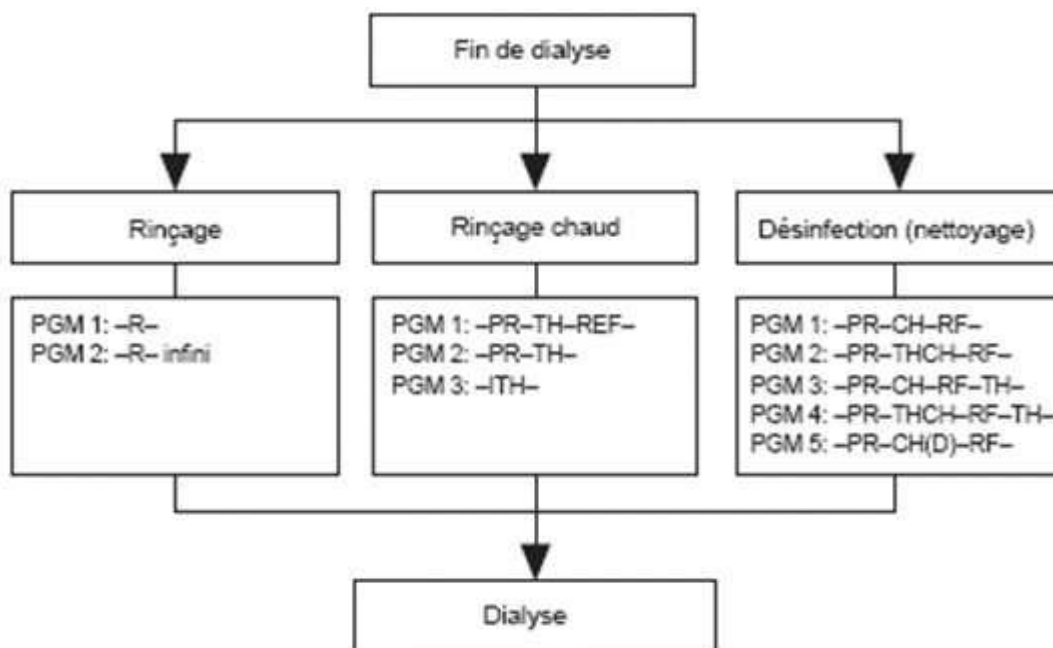 Fin de dialyse
Rinçage
Rinçage chaud
Désinfection (nettoyage)
PGM 1: –R–
PGM 2: –R– infini
PGM 1: –PR–TH–REF–
PGM 2: –PR–TH–
PGM 3: –ITH–
PGM 1: –PR–CH–RF–
PGM 2: –PR–THCH–RF–
PGM 3: –PR–CH–RF–TH–
PGM 4: –PR–THCH–RF–TH–
PGM 5: –PR–CH(D)–RF–
Dialyse